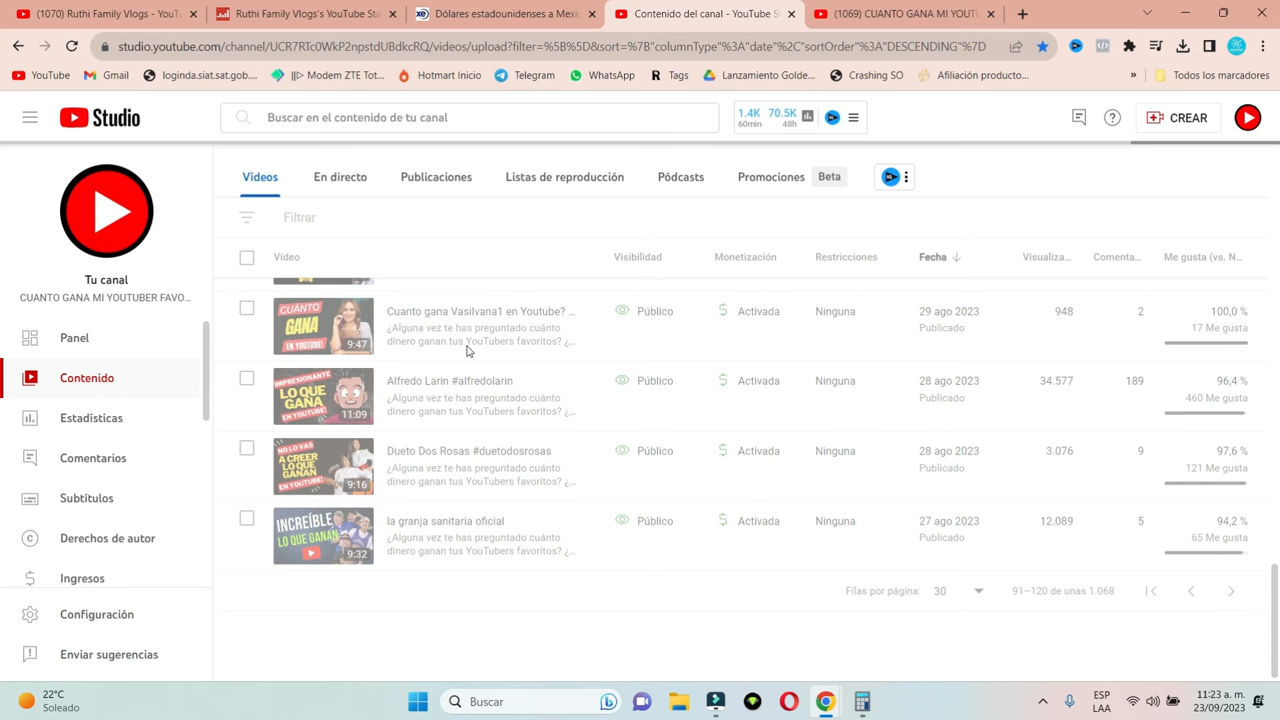 (1070) Ruthi Family Vlogs - YouT
Ruthi Family Vlogs's YouTube Sta
Dólares estadounidenses a Mexic
Contenido del canal - YouTube S
(1069) CUANTO GANA MI YOUTUB
studio.youtube.com/channel/UCR7RTc0WkP2npstdUBdkcRQ/videos/upload?filter=%5B%5D&sort=%7B"columnType"%3A"date"%2C"sortOrder"%3A"DESCENDING"%7D
YouTube
Gmail
loginda.siat.sat.gob....
||▷ Modem ZTE Tot...
Hotmart Inicio
Telegram
WhatsApp
Tags
Lanzamiento Golde...
Crashing SO
Afiliación producto...
»
Todos los marcadores
Studio
Buscar en el contenido de tu canal
1.4K 70.5K
60min 48h
CREAR
Tu canal
CUANTO GANA MI YOUTUBER FAVO...
Panel
Contenido
Estadísticas
Comentarios
Subtítulos
Derechos de autor
Ingresos
Configuración
Enviar sugerencias
Vídeos
En directo
Publicaciones
Listas de reproducción
Pódcasts
Promociones
Beta
Filtrar
Vídeo
Visibilidad
Monetización
Restricciones
Fecha
Visualiza...
Comenta...
Me gusta (vs. N...
CUÁNTO
GANA
EN YOUTUBE!
9:47
Cuanto gana Vasilvana1 en Youtube? ...
¿Alguna vez te has preguntado cuánto
dinero ganan tus YouTubers favoritos? ¿...
Público
Activada
Ninguna
29 ago 2023
Publicado
948
2
100,0 %
17 Me gusta
IMPRESIONANTE
LO QUE
GANA
EN YOUTUBE!
11:09
Alfredo Larin #alfredolarin
¿Alguna vez te has preguntado cuánto
dinero ganan tus YouTubers favoritos? ¿...
Público
Activada
Ninguna
28 ago 2023
Publicado
34.577
189
96,4 %
460 Me gusta
NO LO VAS
A CREER
LO QUE
GANAN
EN YOUTUBE!
9:16
Dueto Dos Rosas #duetodosrosas
¿Alguna vez te has preguntado cuánto
dinero ganan tus YouTubers favoritos? ¿...
Público
Activada
Ninguna
28 ago 2023
Publicado
3.076
9
97,6 %
121 Me gusta
INCREÍBLE
LO QUE GANAN
9:32
la granja sanitaria oficial
¿Alguna vez te has preguntado cuánto
dinero ganan tus YouTubers favoritos? ¿...
Público
Activada
Ninguna
27 ago 2023
Publicado
12.089
5
94,2 %
65 Me gusta
Filas por página:
30
91–120 de unas 1.068
22°C
Soleado
Buscar
ESP
LAA
11:23 a. m.
23/09/2023